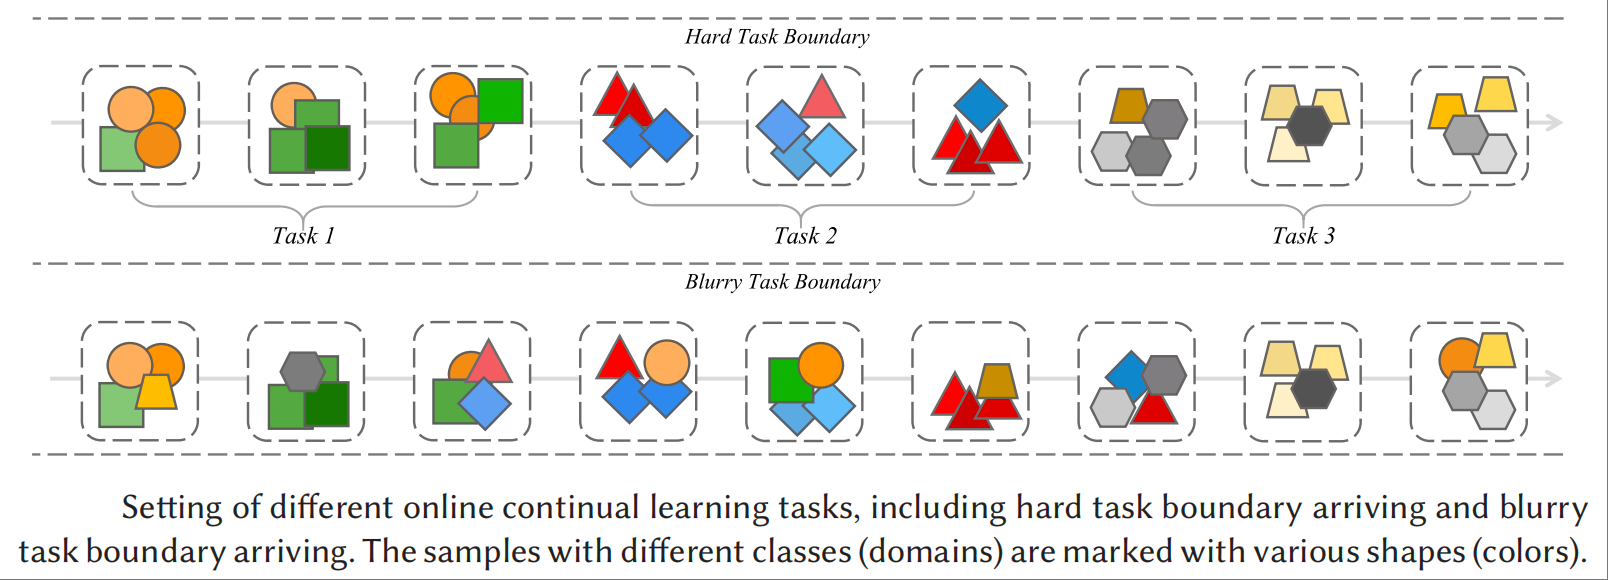 Hard Task Boundary
Task 1
Task 2
Task 3
Blurry Task Boundary
Setting of different online continual learning tasks, including hard task boundary arriving and blurry
task boundary arriving. The samples with different classes (domains) are marked with various shapes (colors).